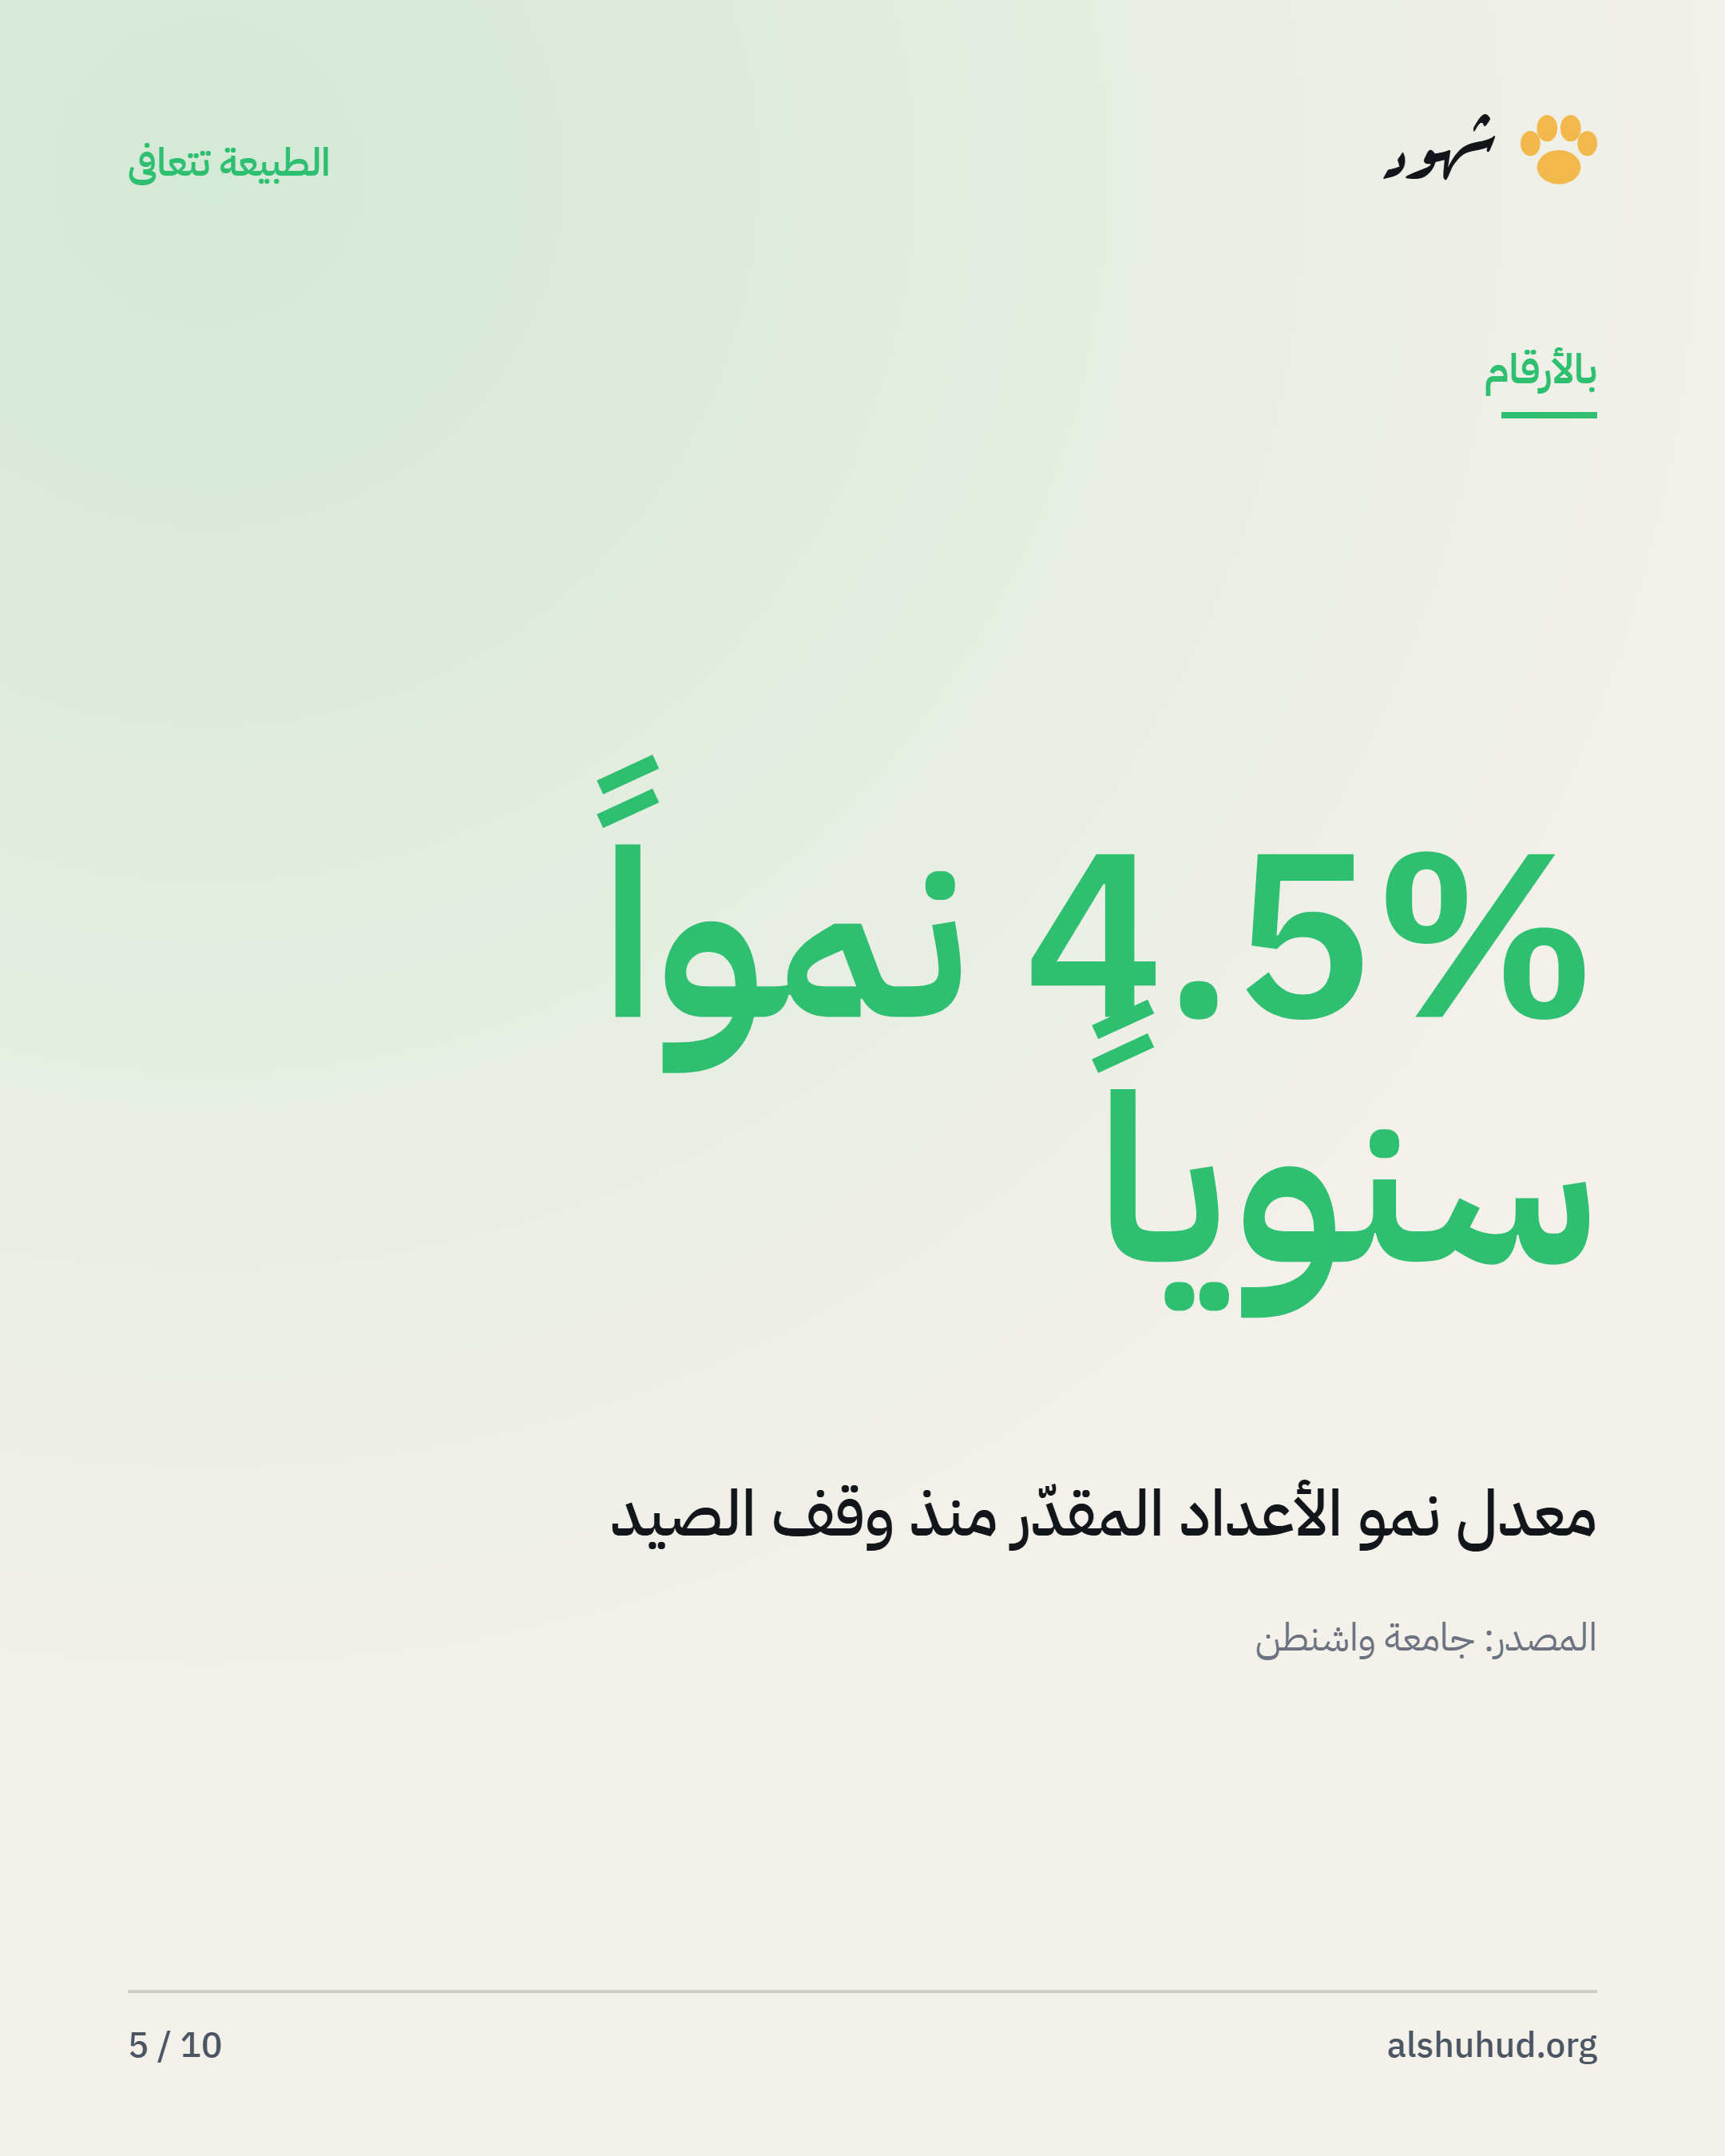 شهود
الطبيعة تتعافى
بالأرقام
4.5% نمواً
سنوياً
معدل نمو الأعداد المقدّر منذ وقف الصيد
المصدر: جامعة واشنطن
alshuhud.org
5 / 10